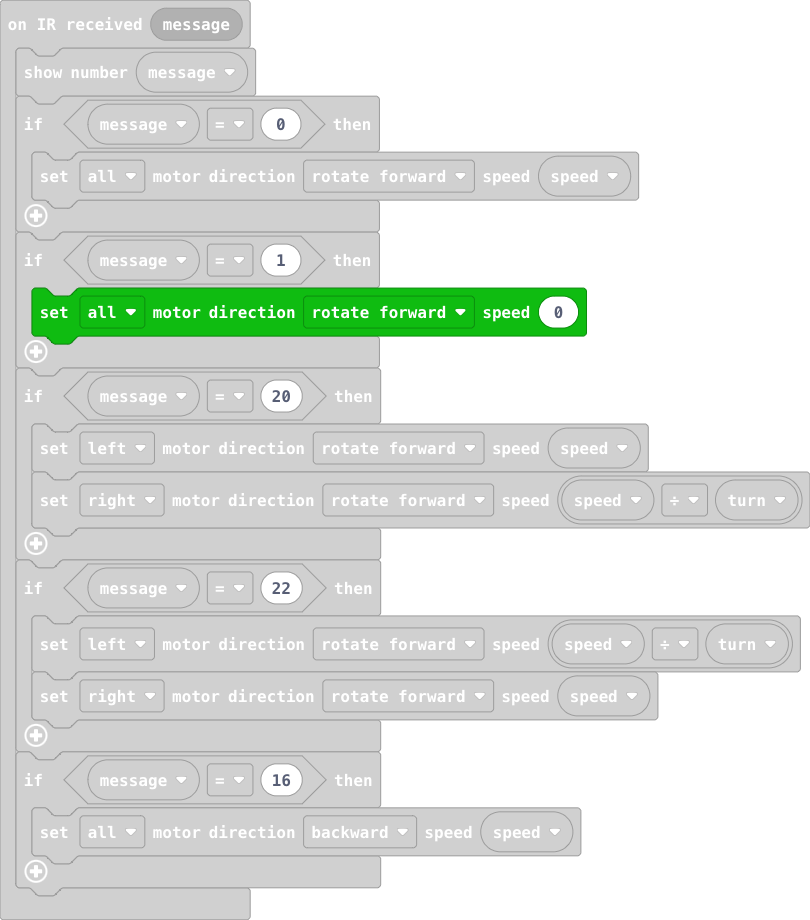 on IR received message
show number message
if message = 0 then
set all motor direction rotate forward speed speed
if message = 1 then
set all motor direction rotate forward speed 0
if message = 20 then
set left motor direction rotate forward speed speed
set right motor direction rotate forward speed speed ÷ turn
if message = 22 then
set left motor direction rotate forward speed speed ÷ turn
set right motor direction rotate forward speed speed
if message = 16 then
set all motor direction backward speed speed